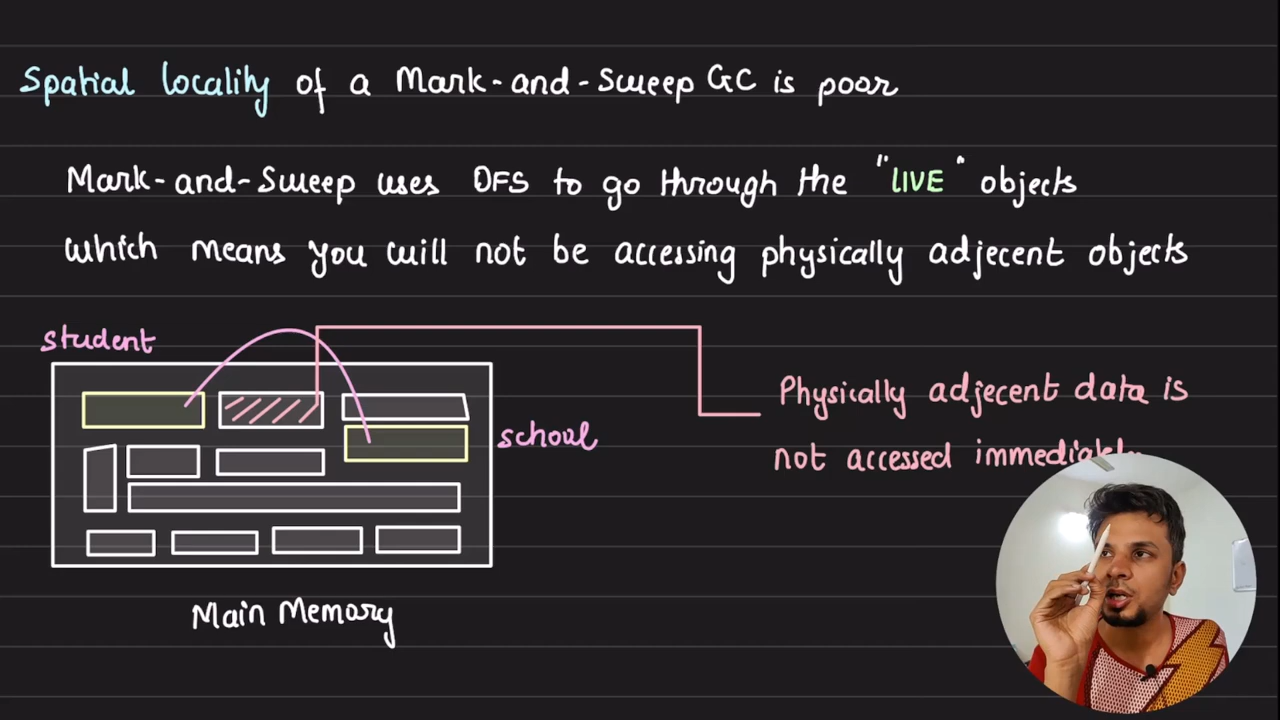 Spatial locality of a Mark-and-Sweep GC is poor
Mark-and-Sweep uses DFS to go through the "LIVE" objects
which means you will not be accessing physically adjecent objects
student
school
Physically adjecent data is
not accessed immediately
Main Memory